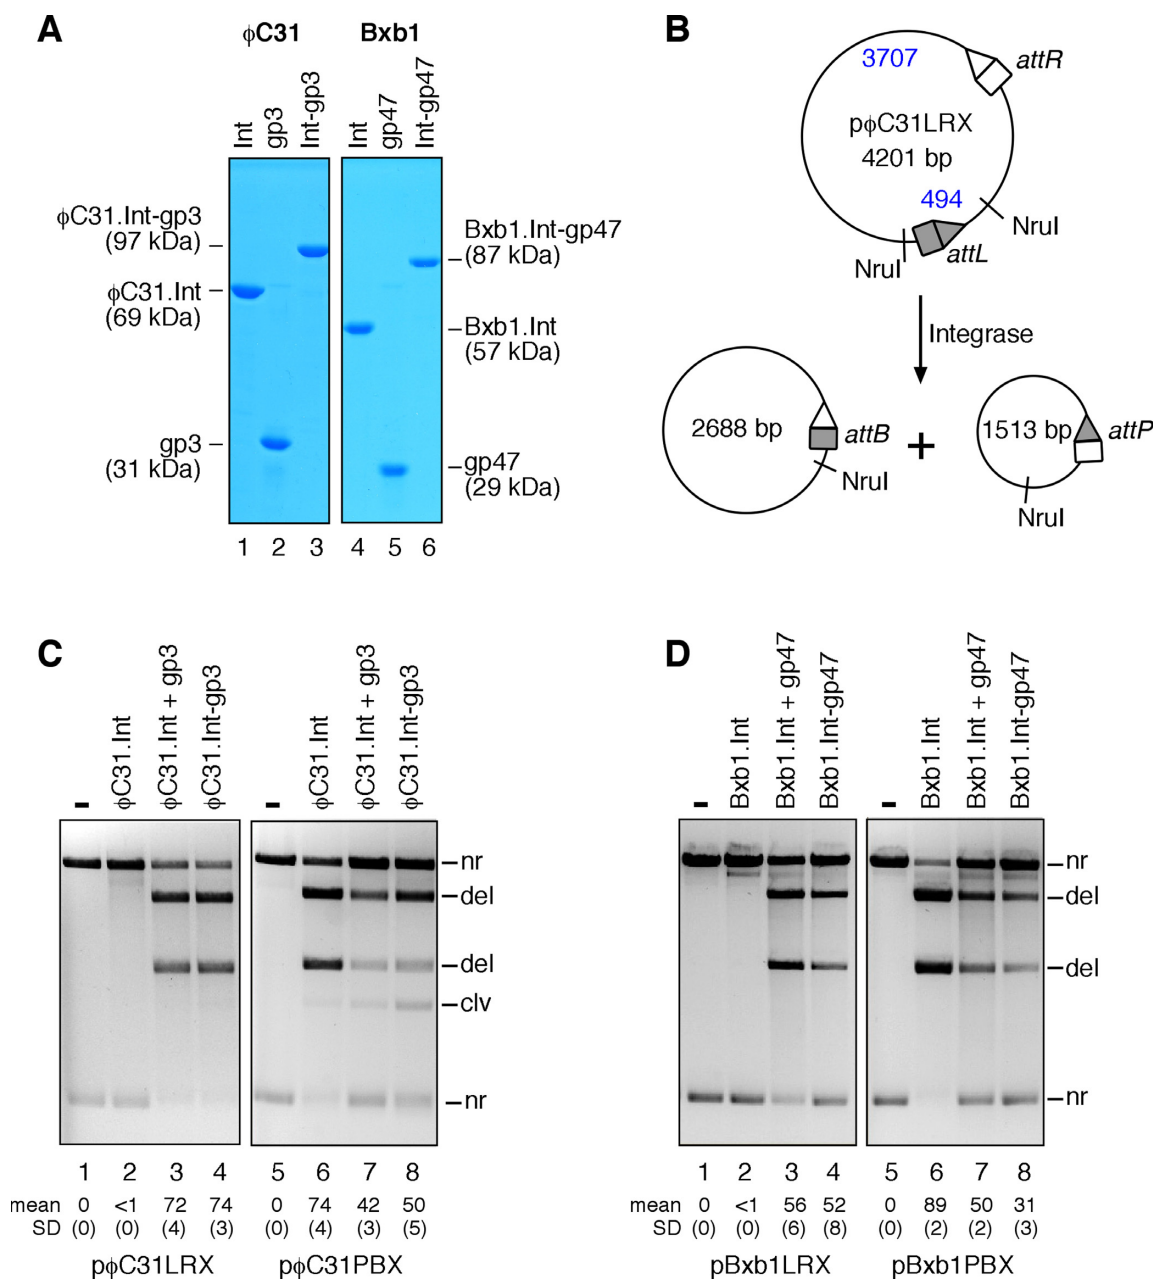 A
ϕC31
Bxb1
Int
gp3
Int-gp3
Int
gp47
Int-gp47
ϕC31.Int-gp3
(97 kDa)
ϕC31.Int
(69 kDa)
gp3
(31 kDa)
Bxb1.Int-gp47
(87 kDa)
Bxb1.Int
(57 kDa)
gp47
(29 kDa)
1 2 3 4 5 6
B
3707
attR
pϕC31LRX
4201 bp
494
NruI
attL
NruI
Integrase
2688 bp
attB
NruI
+
1513 bp
attP
NruI
C
-
ϕC31.Int
ϕC31.Int + gp3
ϕC31.Int-gp3
-
ϕC31.Int
ϕC31.Int + gp3
ϕC31.Int-gp3
nr
del
del
clv
nr
1 2 3 4 5 6 7 8
mean 0 <1 72 74 0 74 42 50
SD (0) (0) (4) (3) (0) (4) (3) (5)
pϕC31LRX pϕC31PBX
D
-
Bxb1.Int
Bxb1.Int + gp47
Bxb1.Int-gp47
-
Bxb1.Int
Bxb1.Int + gp47
Bxb1.Int-gp47
nr
del
del
nr
1 2 3 4 5 6 7 8
mean 0 <1 56 52 0 89 50 31
SD (0) (0) (6) (8) (0) (2) (2) (3)
pBxb1LRX pBxb1PBX